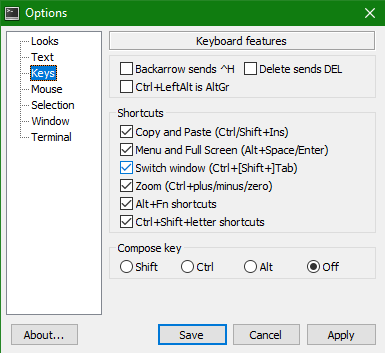 Options
Looks
Text
Keys
Mouse
Selection
Window
Terminal
Keyboard features
Backarrow sends ^H
Delete sends DEL
Ctrl+LeftAlt is AltGr
Shortcuts
Copy and Paste (Ctrl/Shift+Ins)
Menu and Full Screen (Alt+Space/Enter)
Switch window (Ctrl+[Shift+]Tab)
Zoom (Ctrl+plus/minus/zero)
Alt+Fn shortcuts
Ctrl+Shift+letter shortcuts
Compose key
Shift
Ctrl
Alt
Off
About...
Save
Cancel
Apply